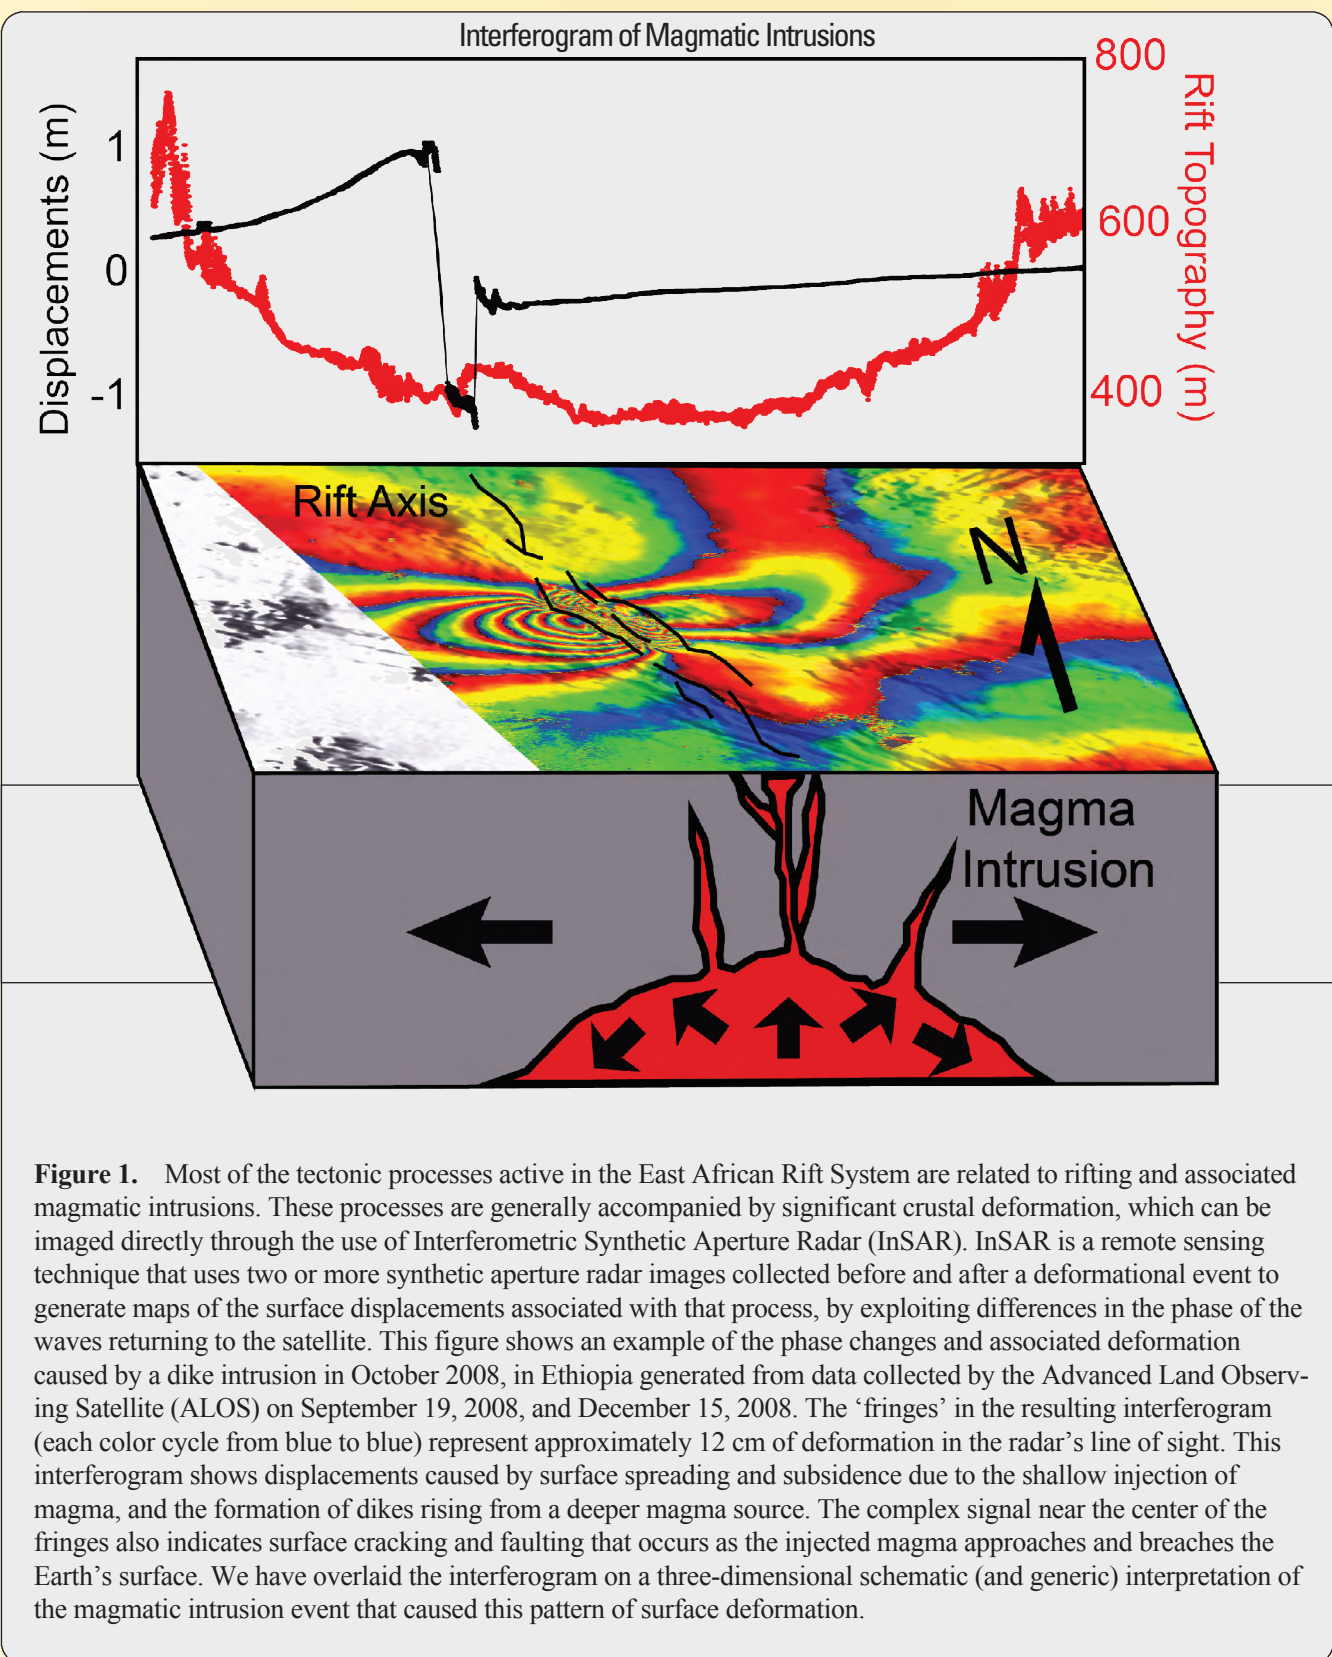 Interferogram of Magmatic Intrusions
Displacements (m)
1
0
-1
800
600
400
Rift Topography (m)
Rift Axis
N
Magma
Intrusion
Figure 1. Most of the tectonic processes active in the East African Rift System are related to rifting and associated
magmatic intrusions. These processes are generally accompanied by significant crustal deformation, which can be
imaged directly through the use of Interferometric Synthetic Aperture Radar (InSAR). InSAR is a remote sensing
technique that uses two or more synthetic aperture radar images collected before and after a deformational event to
generate maps of the surface displacements associated with that process, by exploiting differences in the phase of the
waves returning to the satellite. This figure shows an example of the phase changes and associated deformation
caused by a dike intrusion in October 2008, in Ethiopia generated from data collected by the Advanced Land Observ-
ing Satellite (ALOS) on September 19, 2008, and December 15, 2008. The ‘fringes’ in the resulting interferogram
(each color cycle from blue to blue) represent approximately 12 cm of deformation in the radar’s line of sight. This
interferogram shows displacements caused by surface spreading and subsidence due to the shallow injection of
magma, and the formation of dikes rising from a deeper magma source. The complex signal near the center of the
fringes also indicates surface cracking and faulting that occurs as the injected magma approaches and breaches the
Earth’s surface. We have overlaid the interferogram on a three-dimensional schematic (and generic) interpretation of
the magmatic intrusion event that caused this pattern of surface deformation.